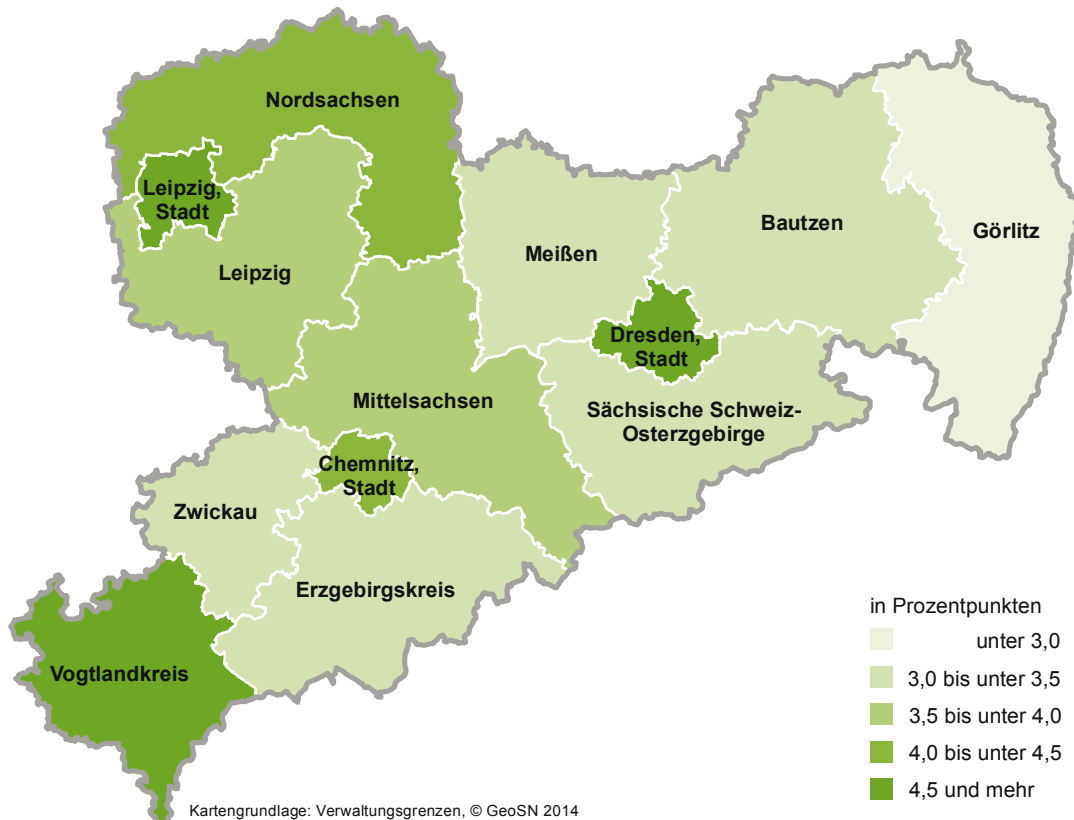 Nordsachsen
Leipzig,
Stadt
Leipzig
Meißen
Bautzen
Görlitz
Dresden,
Stadt
Mittelsachsen
Sächsische Schweiz-
Osterzgebirge
Chemnitz,
Stadt
Zwickau
Erzgebirgskreis
Vogtlandkreis
in Prozentpunkten
unter 3,0
3,0 bis unter 3,5
3,5 bis unter 4,0
4,0 bis unter 4,5
4,5 und mehr
Kartengrundlage: Verwaltungsgrenzen, © GeoSN 2014